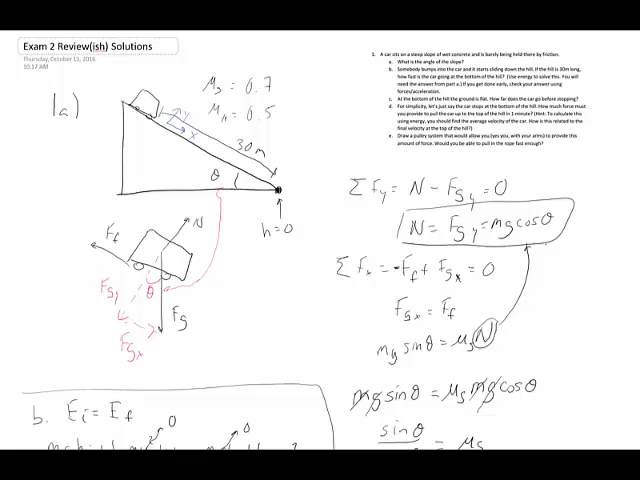 Exam 2 Review(ish) Solutions
Thursday, October 13, 2016
10:17 AM
1. A car sits on a steep slope of wet concrete and is barely being held there by friction.
a. What is the angle of the slope?
b. Somebody bumps into the car and it starts sliding down the hill. If the hill is 30m long,
how fast is the car going at the bottom of the hill? (Use energy to solve this. You will
need the answer from part a.) If you get done early, check your answer using
forces/acceleration.
c. At the bottom of the hill the ground is flat. How far does the car go before stopping?
d. For simplicity, let's just say the car stops at the bottom of the hill. How much force must
you provide to pull the car up to the top of the hill in 1 minute? (Hint: To calculate this
using energy, you should find the average velocity of the car. How is this related to the
final velocity at the top of the hill?)
e. Draw a pulley system that would allow you (yes, you, with your arms) to provide this
amount of force. Would you be able to pull in the rope fast enough?
1a)
μs = 0.7
μk = 0.5
y
x
30m
θ
h=0
N
Ff
Fgy
θ
Fg
Fgx
ΣFy = N - Fgy = 0
N = Fgy = mg cosθ
ΣFx = -Ff + Fgx = 0
Fgx = Ff
mg sinθ = μs N
mg sinθ = μs mg cosθ
sinθ
= μs
b. Ei = Ef
0
0